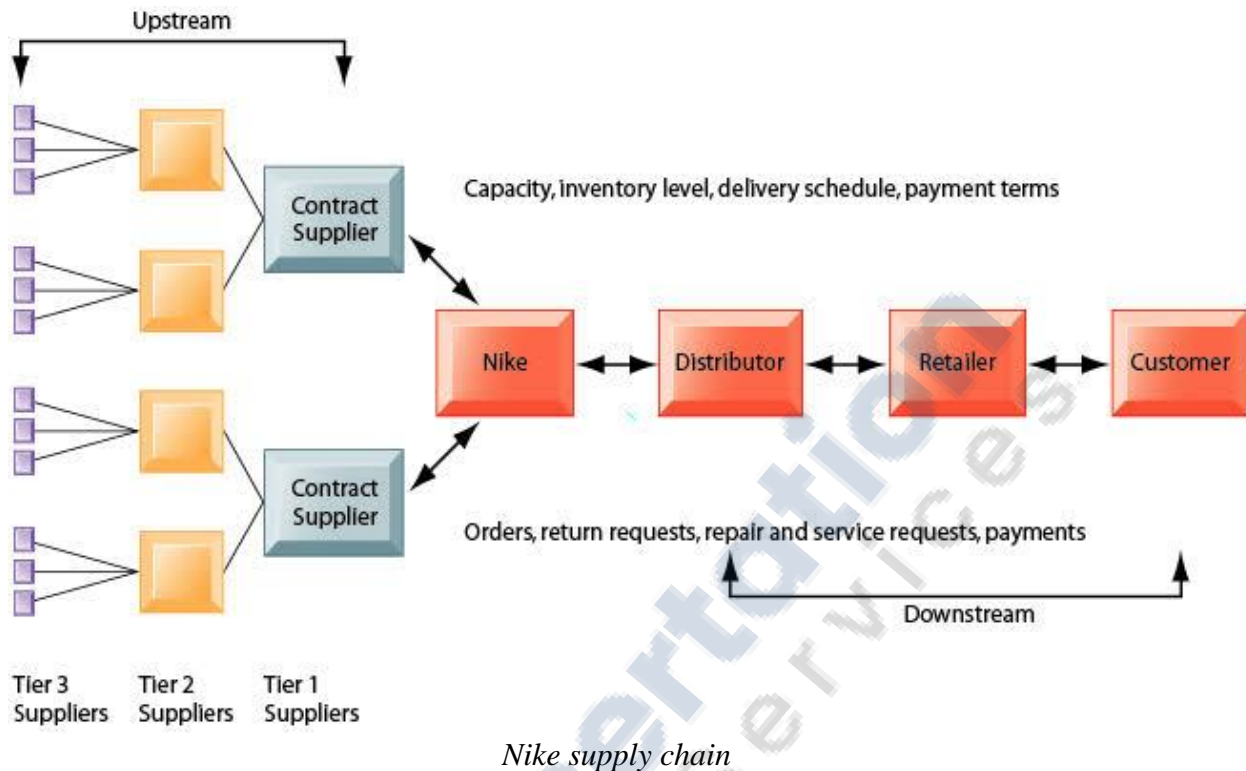 Upstream
Contract
Supplier
Capacity, inventory level, delivery schedule, payment terms
Nike
Distributor
Retailer
Customer
Contract
Supplier
Orders, return requests, repair and service requests, payments
Downstream
Tier 3
Suppliers
Tier 2
Suppliers
Tier 1
Suppliers
Nike supply chain